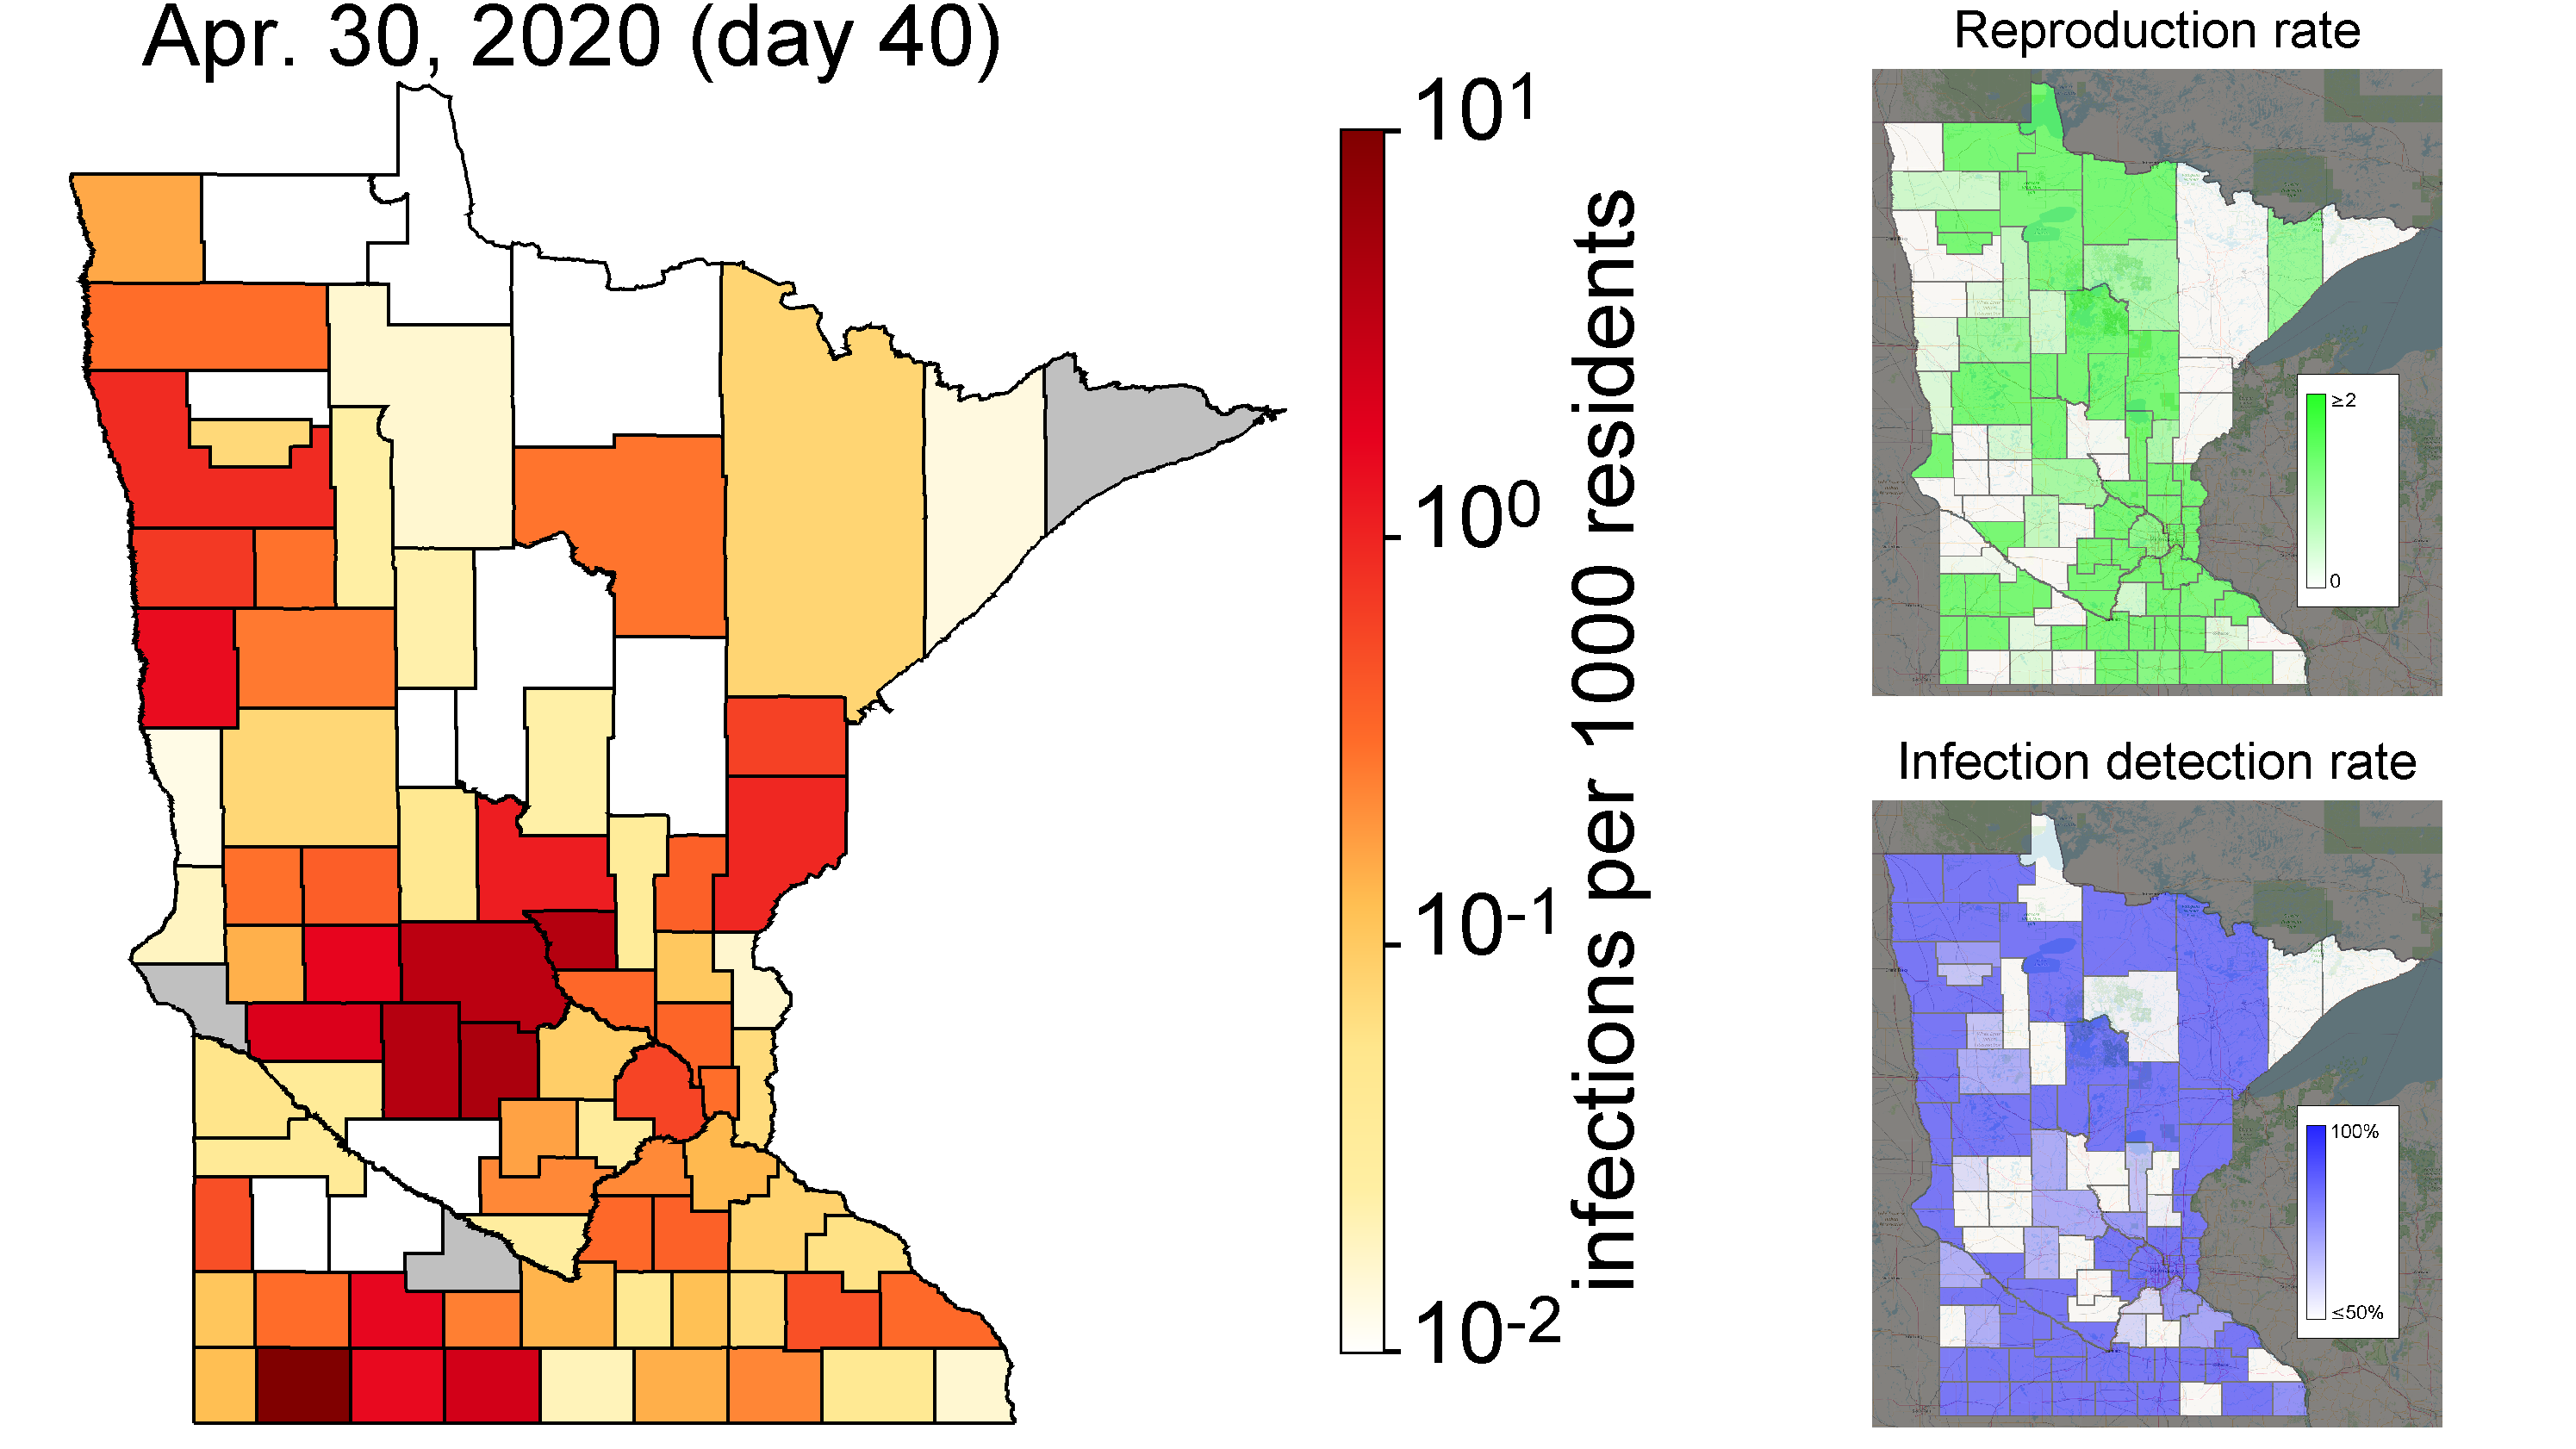 Apr. 30, 2020 (day 40)
10¹
10⁰
10⁻¹
10⁻²
infections per 1000 residents
Reproduction rate
≥2
0
Infection detection rate
100%
≤50%